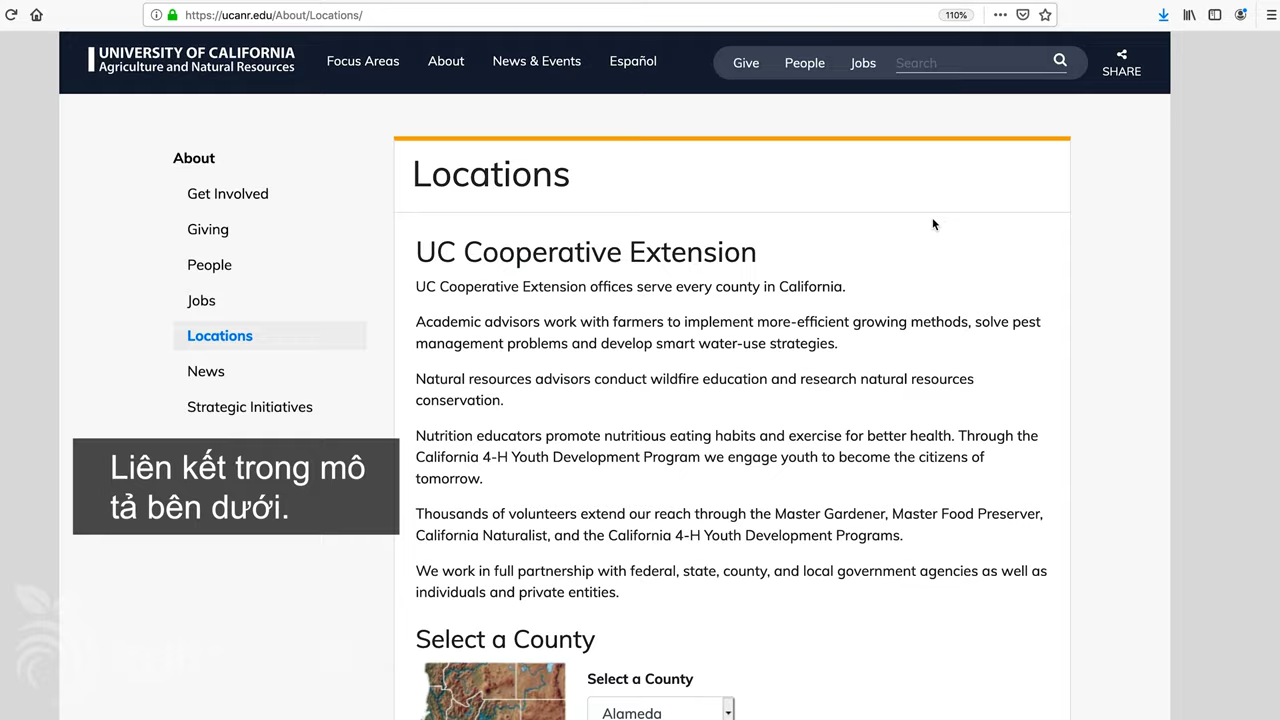 https://ucanr.edu/About/Locations/
110%
UNIVERSITY OF CALIFORNIA
Agriculture and Natural Resources
Focus Areas
About
News & Events
Español
Give
People
Jobs
Search
SHARE
About
Get Involved
Giving
People
Jobs
Locations
News
Strategic Initiatives
Liên kết trong mô
tả bên dưới.
Locations
UC Cooperative Extension
UC Cooperative Extension offices serve every county in California.
Academic advisors work with farmers to implement more-efficient growing methods, solve pest
management problems and develop smart water-use strategies.
Natural resources advisors conduct wildfire education and research natural resources
conservation.
Nutrition educators promote nutritious eating habits and exercise for better health. Through the
California 4-H Youth Development Program we engage youth to become the citizens of
tomorrow.
Thousands of volunteers extend our reach through the Master Gardener, Master Food Preserver,
California Naturalist, and the California 4-H Youth Development Programs.
We work in full partnership with federal, state, county, and local government agencies as well as
individuals and private entities.
Select a County
Select a County
Alameda